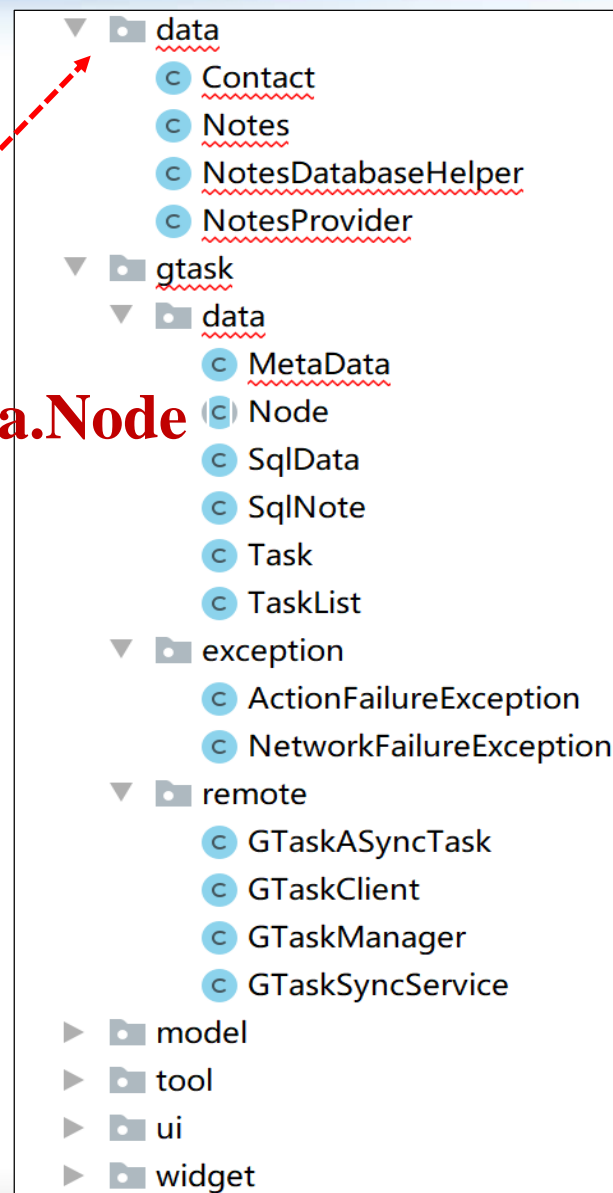 data
C Contact
C Notes
C NotesDatabaseHelper
C NotesProvider
gtask
data
C MetaData
a.Node C Node
C SqlData
C SqlNote
C Task
C TaskList
exception
C ActionFailureException
C NetworkFailureException
remote
C GTaskASyncTask
C GTaskClient
C GTaskManager
C GTaskSyncService
model
tool
ui
widget